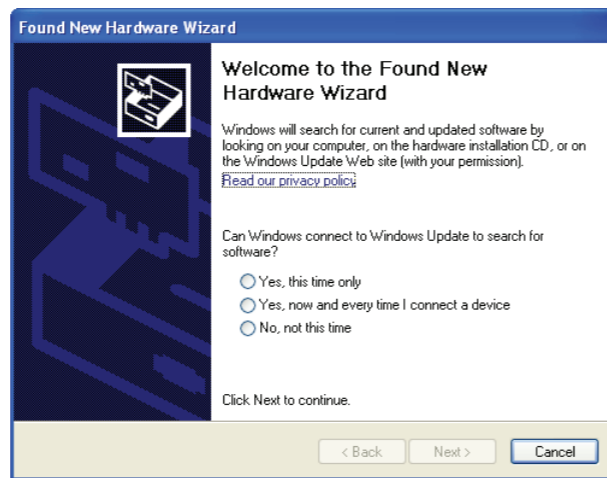 Found New Hardware Wizard
Welcome to the Found New
Hardware Wizard
Windows will search for current and updated software by
looking on your computer, on the hardware installation CD, or on
the Windows Update Web site (with your permission).
Read our privacy policy
Can Windows connect to Windows Update to search for
software?
Yes, this time only
Yes, now and every time I connect a device
No, not this time
Click Next to continue.
< Back Next > Cancel